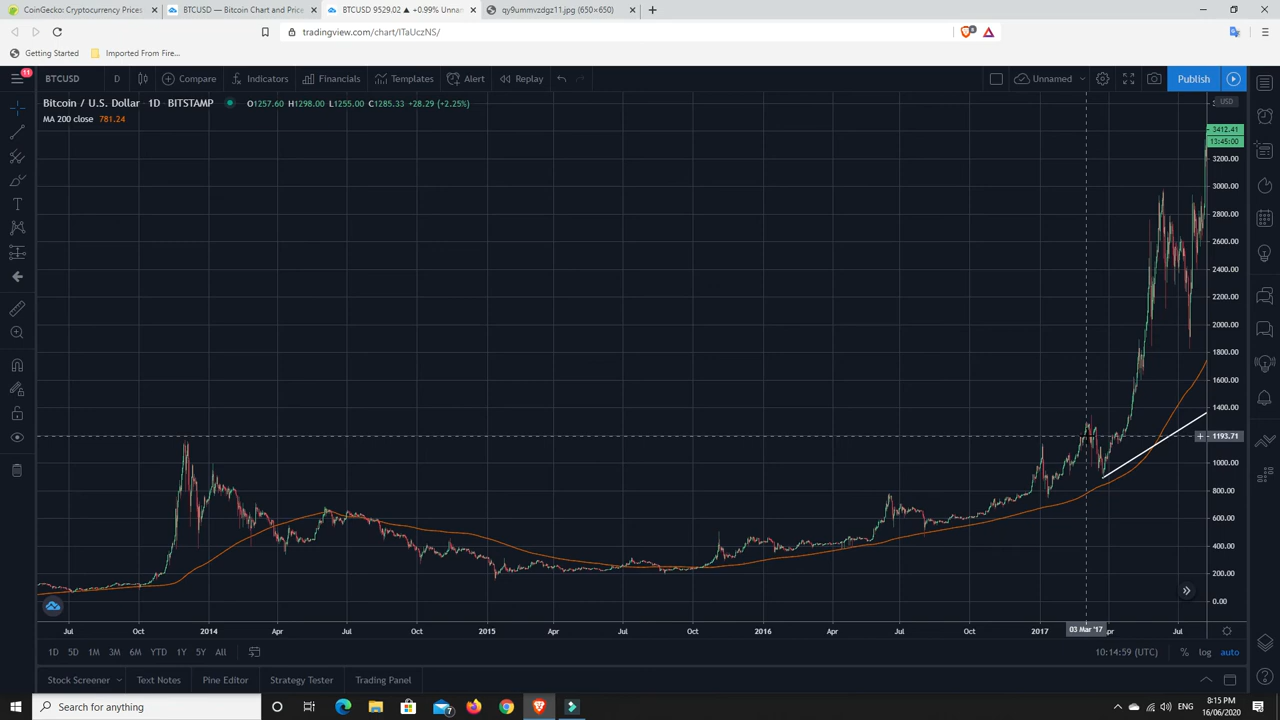 CoinGecko: Cryptocurrency Prices
BTCUSD — Bitcoin Chart and Price
BTCUSD 9529.02 ▲ +0.99% Unnar
qy9ummvzdgz11.jpg (650×650)
tradingview.com/chart/ITaUczNS/
8
Getting Started
Imported From Fire...
11
BTCUSD
D
Compare
Indicators
Financials
Templates
Alert
Replay
Unnamed
Publish
Bitcoin / U.S. Dollar 1D BITSTAMP
O1257.60 H1298.00 L1255.00 C1285.33 +28.29 (+2.25%)
MA 200 close 781.24
USD
3412.41
13:45:00
3200.00
3000.00
2800.00
2600.00
2400.00
2200.00
2000.00
1800.00
1600.00
1400.00
1193.71
1000.00
800.00
600.00
400.00
200.00
0.00
Jul Oct 2014 Apr Jul Oct 2015 Apr Jul Oct 2016 Apr Jul Oct 2017 03 Mar '17 Jul
1D 5D 1M 3M 6M YTD 1Y 5Y All
10:14:59 (UTC) % log auto
Stock Screener Text Notes Pine Editor Strategy Tester Trading Panel
Search for anything
7
ENG
8:15 PM
16/06/2020